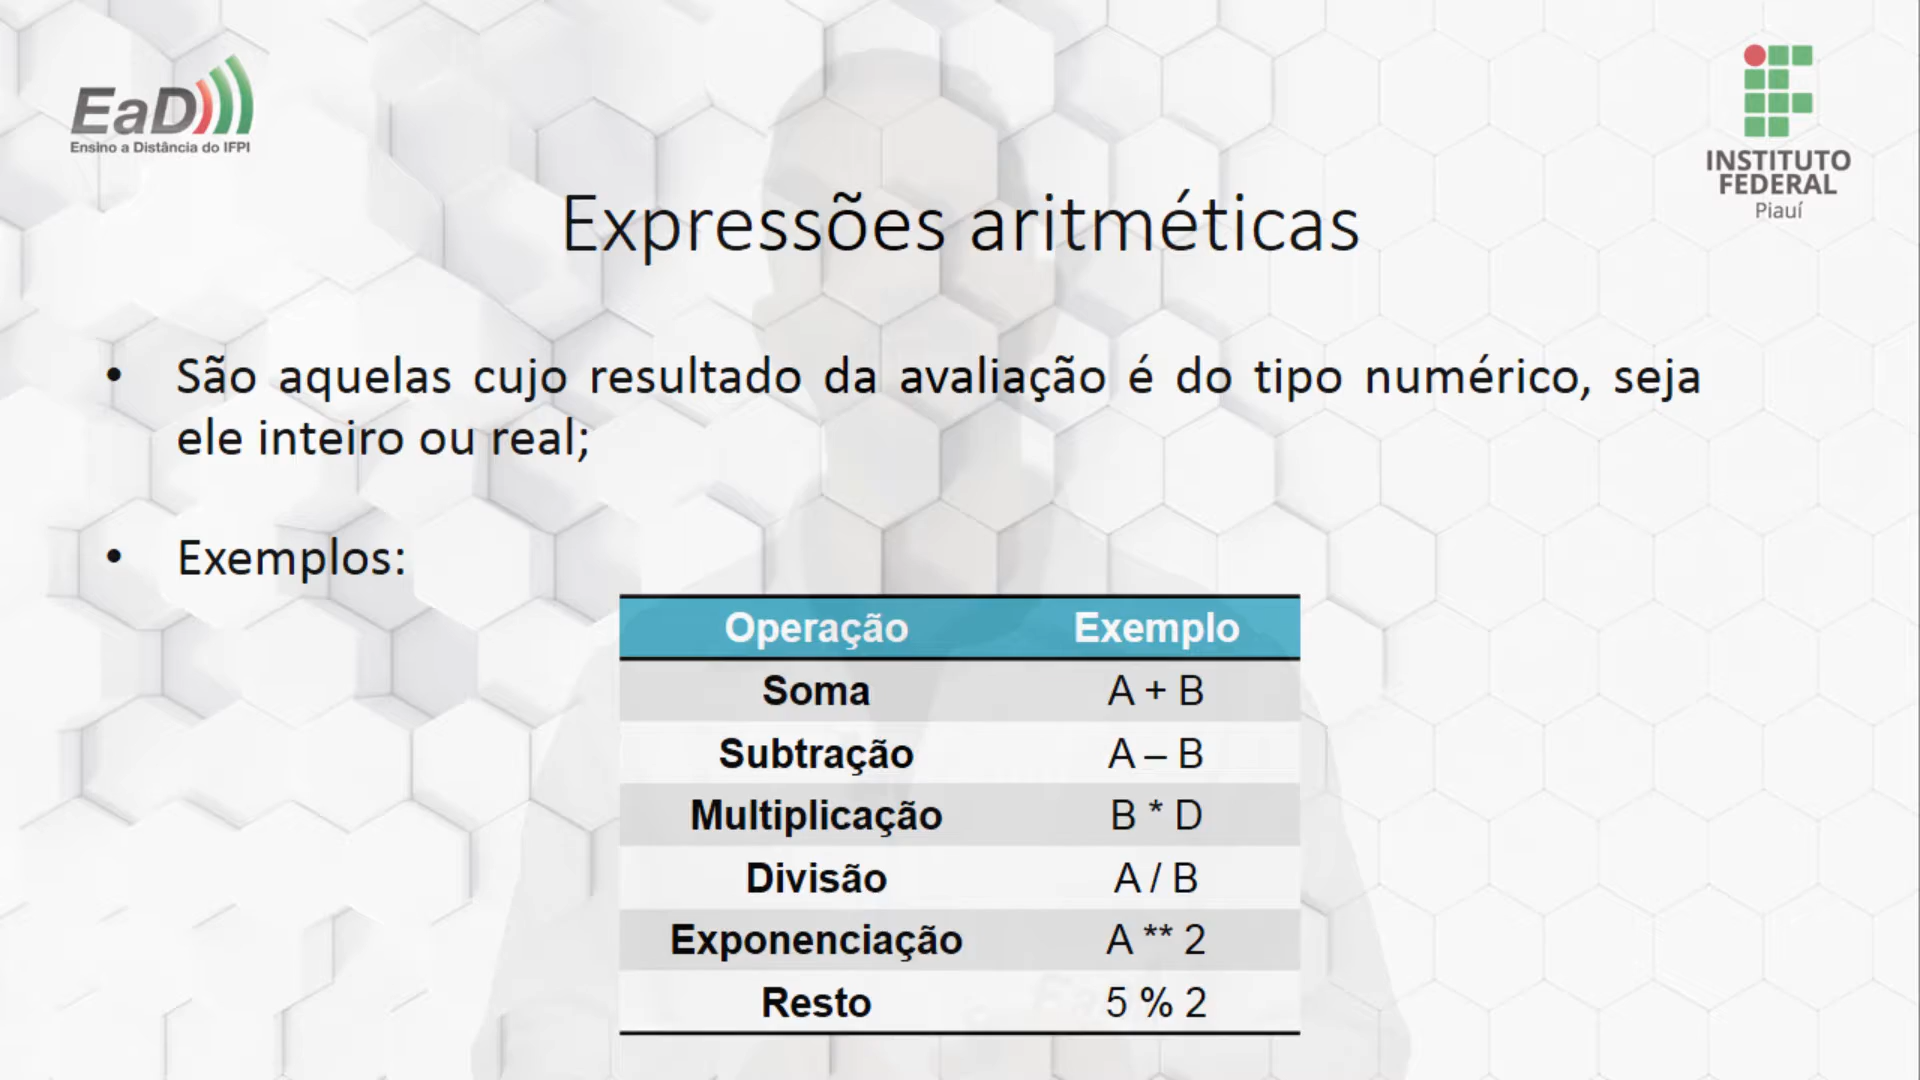 EaD
Ensino a Distância do IFPI
INSTITUTO
FEDERAL
Piauí
Expressões aritméticas
• São aquelas cujo resultado da avaliação é do tipo numérico, seja
ele inteiro ou real;
• Exemplos:
Operação Exemplo
Soma A + B
Subtração A – B
Multiplicação B * D
Divisão A / B
Exponenciação A ** 2
Resto 5 % 2